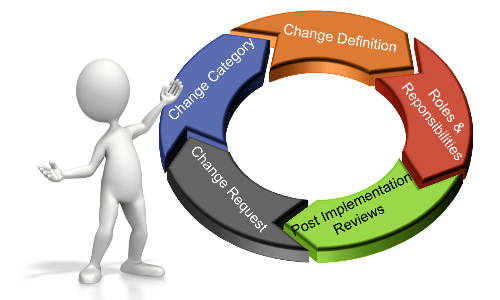 Change Definition
Roles &
Reponsibilities
Post Implementation
Reviews
Change Request
Change Category